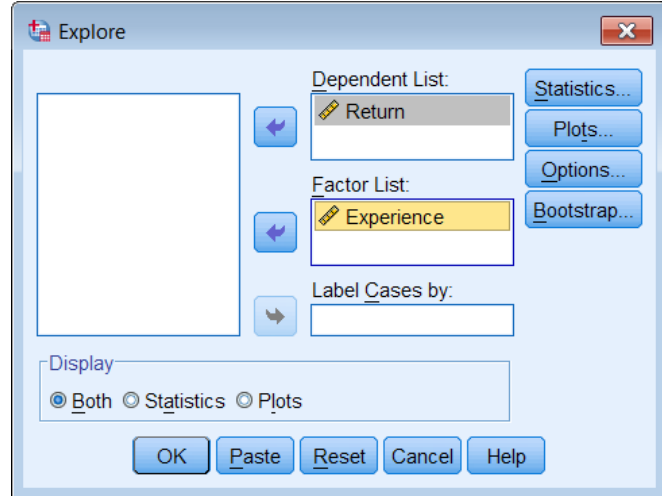 Explore
Dependent List:
Return
Factor List:
Experience
Label Cases by:
Statistics...
Plots...
Options...
Bootstrap...
Display
Both Statistics Plots
OK Paste Reset Cancel Help